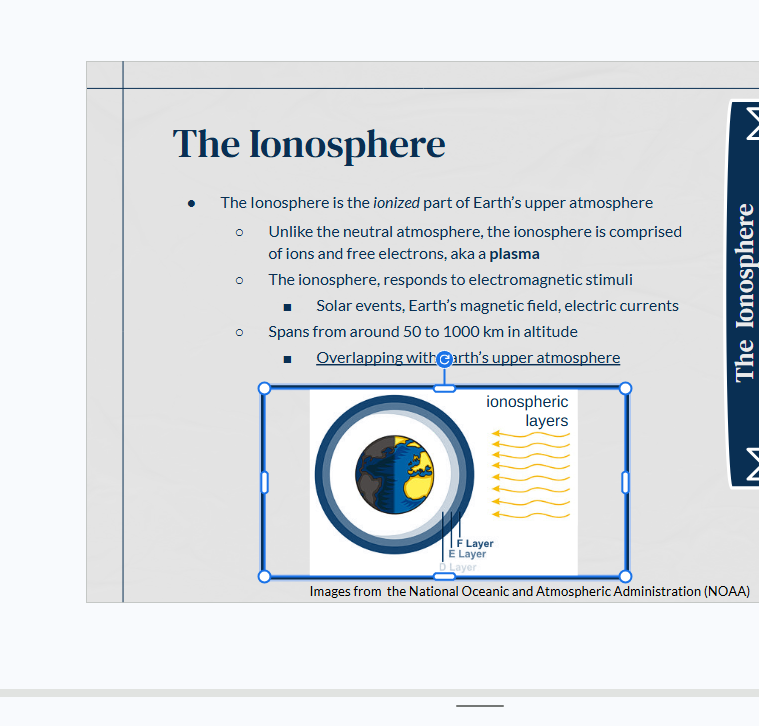 The Ionosphere
● The Ionosphere is the ionized part of Earth's upper atmosphere
○ Unlike the neutral atmosphere, the ionosphere is comprised
of ions and free electrons, aka a plasma
○ The ionosphere, responds to electromagnetic stimuli
■ Solar events, Earth's magnetic field, electric currents
○ Spans from around 50 to 1000 km in altitude
■ Overlapping with Earth's upper atmosphere
ionospheric
layers
F Layer
E Layer
D Layer
Images from the National Oceanic and Atmospheric Administration (NOAA)
The Ionosphere